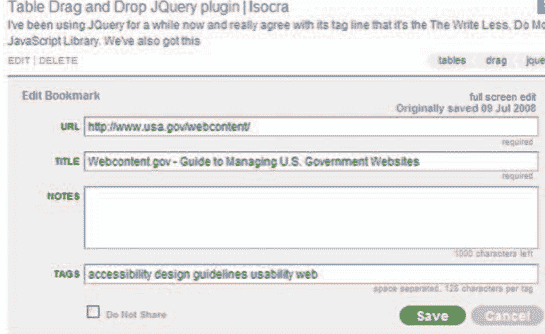 Table Drag and Drop JQuery plugin | Isocra
I've been using JQuery for a while now and really agree with its tag line that it's the The Write Less, Do Mo
JavaScript Library. We've also got this
EDIT | DELETE
tables drag jque
Edit Bookmark
full screen edit
Originally saved 09 Jul 2008
URL http://www.usa.gov/webcontent/
required
TITLE Webcontent.gov - Guide to Managing U.S. Government Websites
required
NOTES
1000 characters left
TAGS accessibility design guidelines usability web
space separated, 128 characters per tag
Do Not Share
Save Cancel